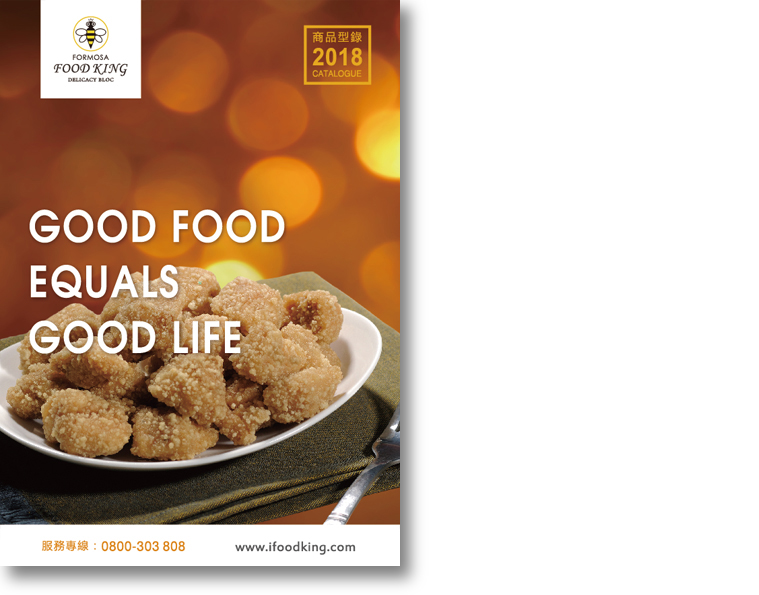 FORMOSA
FOOD KING
DELICACY BLOC
商品型錄
2018
CATALOGUE
GOOD FOOD
EQUALS
GOOD LIFE
服務專線：0800-303 808
www.ifoodking.com